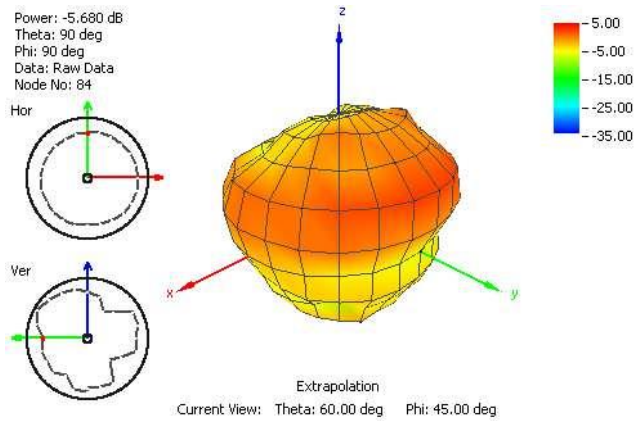 Power: -5.680 dB
Theta: 90 deg
Phi: 90 deg
Data: Raw Data
Node No: 84
Hor
Ver
z
x
y
5.00
-5.00
-15.00
-25.00
-35.00
Extrapolation
Current View: Theta: 60.00 deg Phi: 45.00 deg